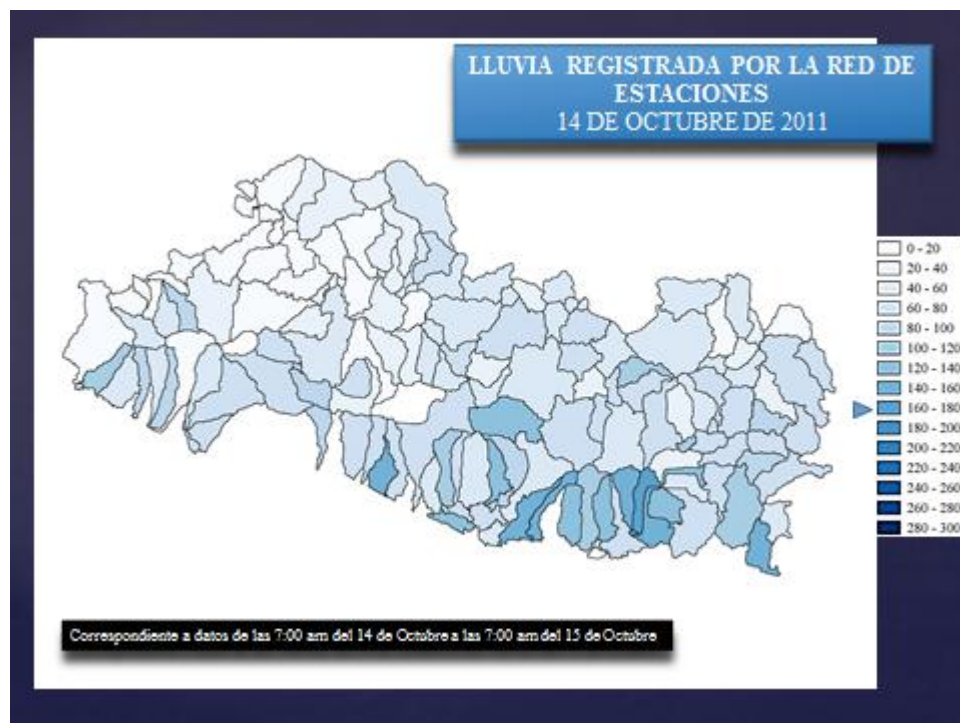 LLUVIA REGISTRADA POR LA RED DE
ESTACIONES
14 DE OCTUBRE DE 2011
0 - 20
20 - 40
40 - 60
60 - 80
80 - 100
100 - 120
120 - 140
140 - 160
160 - 180
180 - 200
200 - 220
220 - 240
240 - 260
260 - 280
280 - 300
Correspondiente a datos de las 7:00 am del 14 de Octubre a las 7:00 am del 15 de Octubre